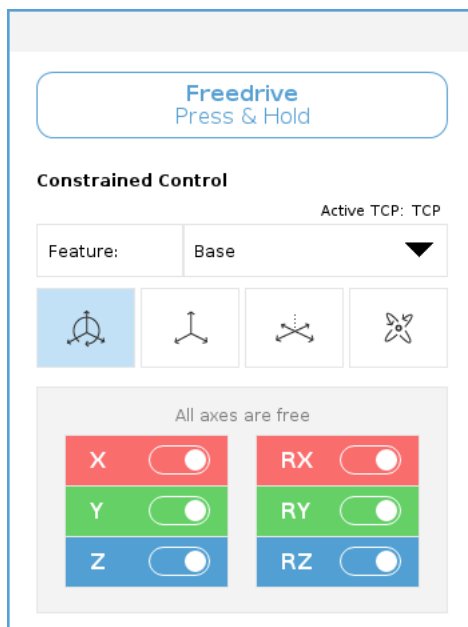 Freedrive
Press & Hold
Constrained Control
Active TCP: TCP
Feature: Base
All axes are free
X RX
Y RY
Z RZ